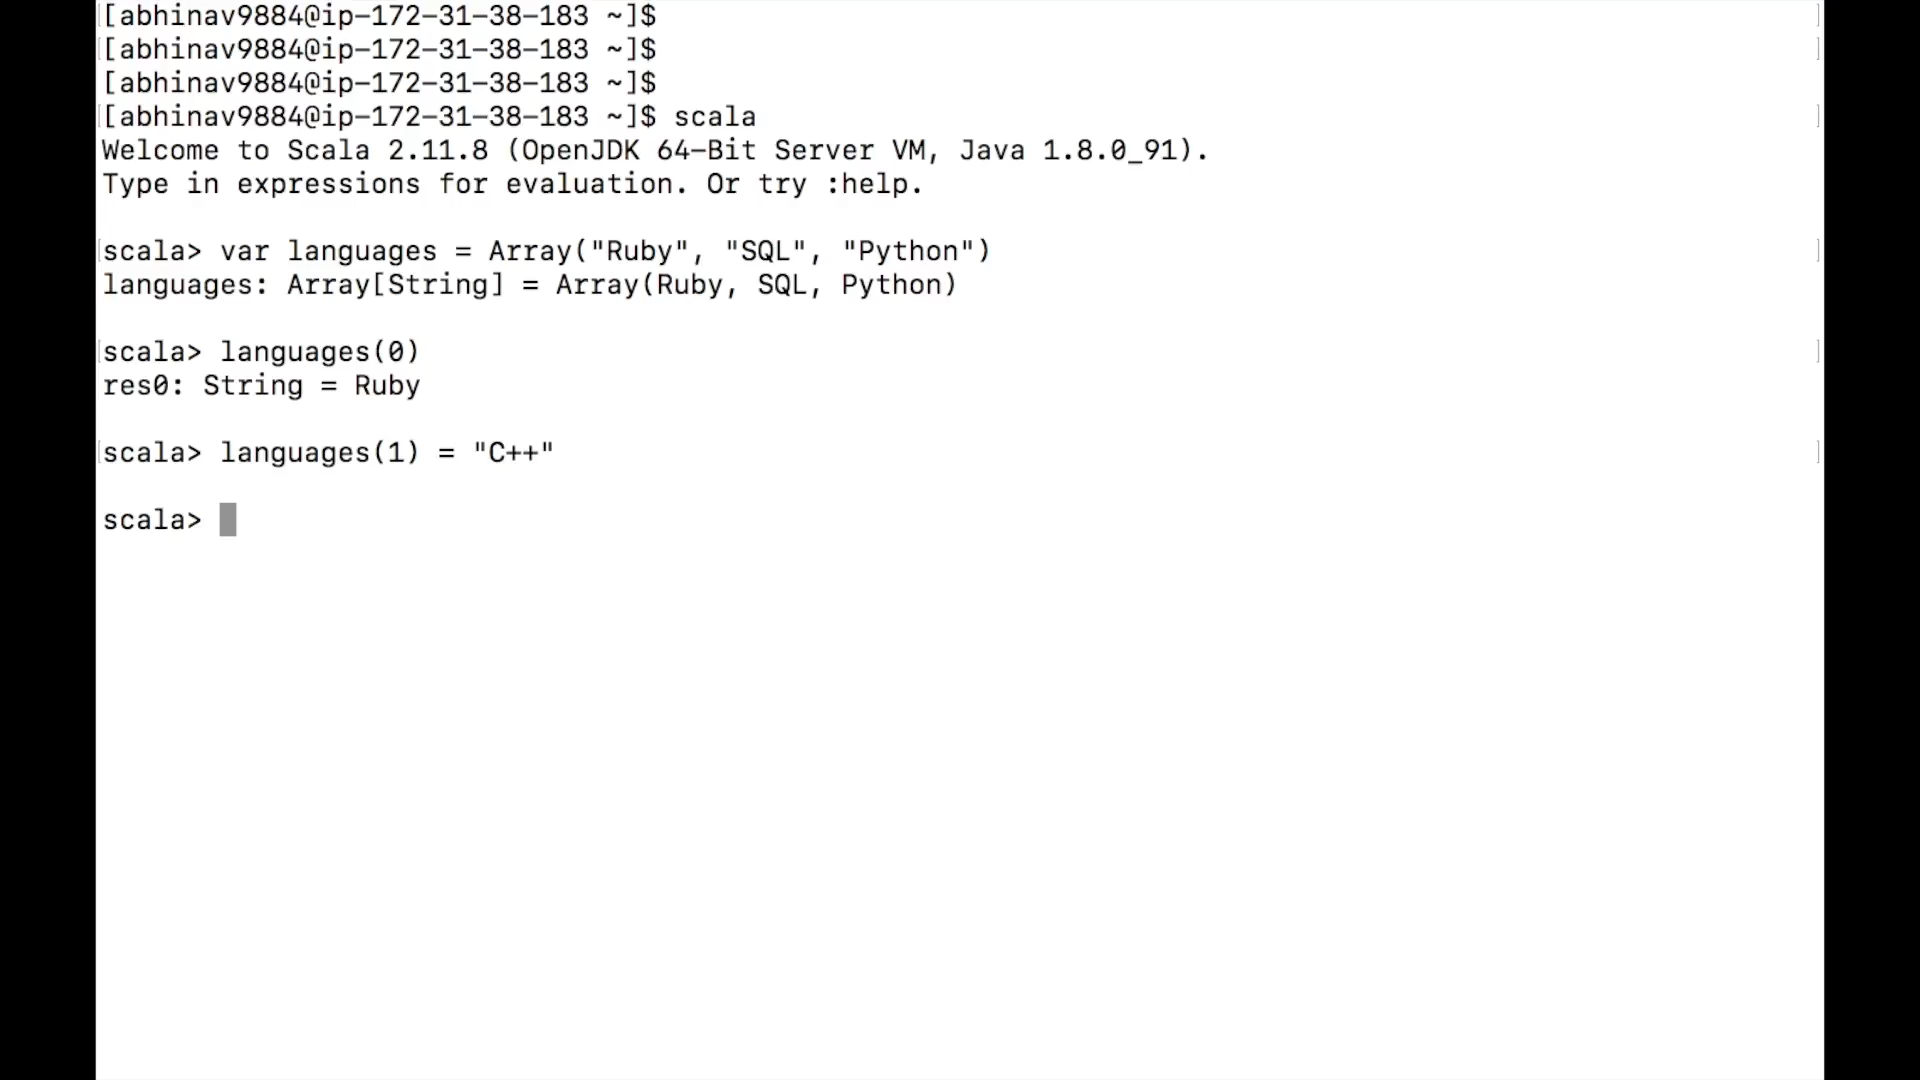 [abhinav9884@ip-172-31-38-183 ~]$
[abhinav9884@ip-172-31-38-183 ~]$
[abhinav9884@ip-172-31-38-183 ~]$
[abhinav9884@ip-172-31-38-183 ~]$ scala
Welcome to Scala 2.11.8 (OpenJDK 64-Bit Server VM, Java 1.8.0_91).
Type in expressions for evaluation. Or try :help.
scala> var languages = Array("Ruby", "SQL", "Python")
languages: Array[String] = Array(Ruby, SQL, Python)
scala> languages(0)
res0: String = Ruby
scala> languages(1) = "C++"
scala>